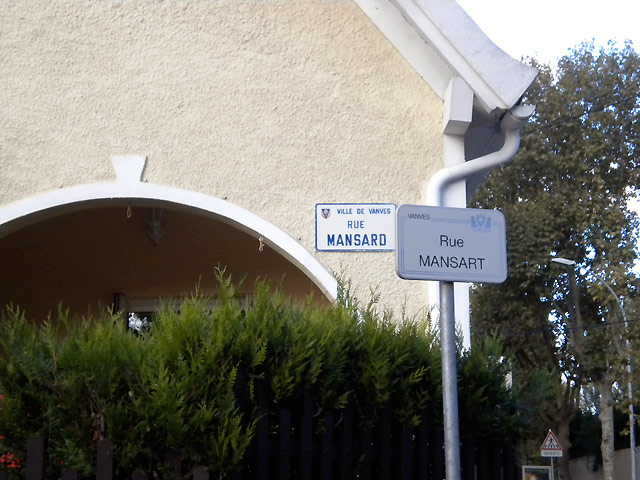 VILLE DE VANVES
RUE
MANSARD
VANVES
Rue
MANSART